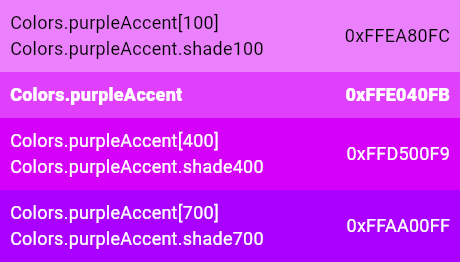 Colors.purpleAccent[100]
Colors.purpleAccent.shade100
0xFFEA80FC
Colors.purpleAccent
0xFFE040FB
Colors.purpleAccent[400]
Colors.purpleAccent.shade400
0xFFD500F9
Colors.purpleAccent[700]
Colors.purpleAccent.shade700
0xFFAA00FF